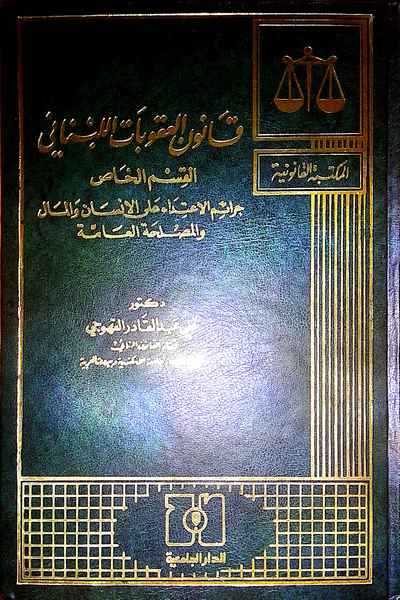 المكتبة القانونية
قانون العقوبات اللبناني
القسم الخاص
جرائم الاعتداء على الإنسان والمال
والمصلحة العامة
دكتور
عبد القادر القهوجي
الدار الجامعية